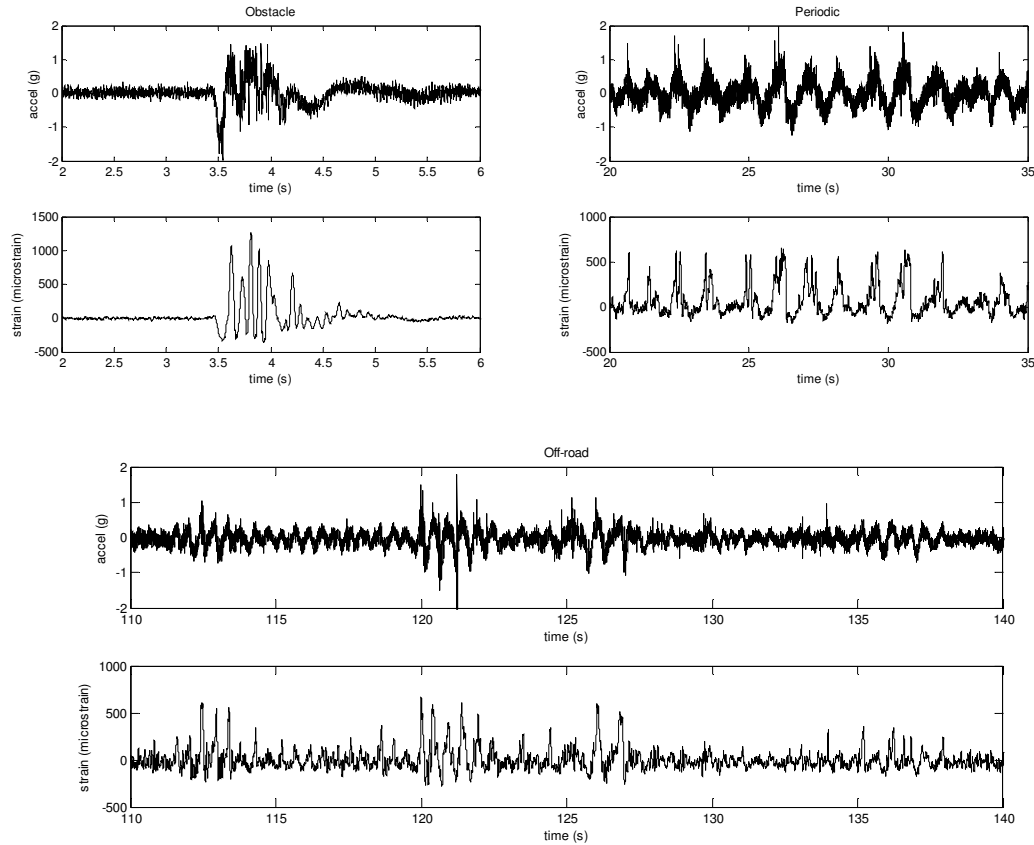 Obstacle
2
1
0
-1
-2
accel (g)
2 2.5 3 3.5 4 4.5 5 5.5 6
time (s)
1500
1000
500
0
-500
strain (microstrain)
2 2.5 3 3.5 4 4.5 5 5.5 6
time (s)
Periodic
2
1
0
-1
-2
accel (g)
20 25 30 35
time (s)
1000
500
0
-500
strain (microstrain)
20 25 30 35
time (s)
Off-road
2
1
0
-1
-2
accel (g)
110 115 120 125 130 135 140
time (s)
1000
500
0
-500
strain (microstrain)
110 115 120 125 130 135 140
time (s)